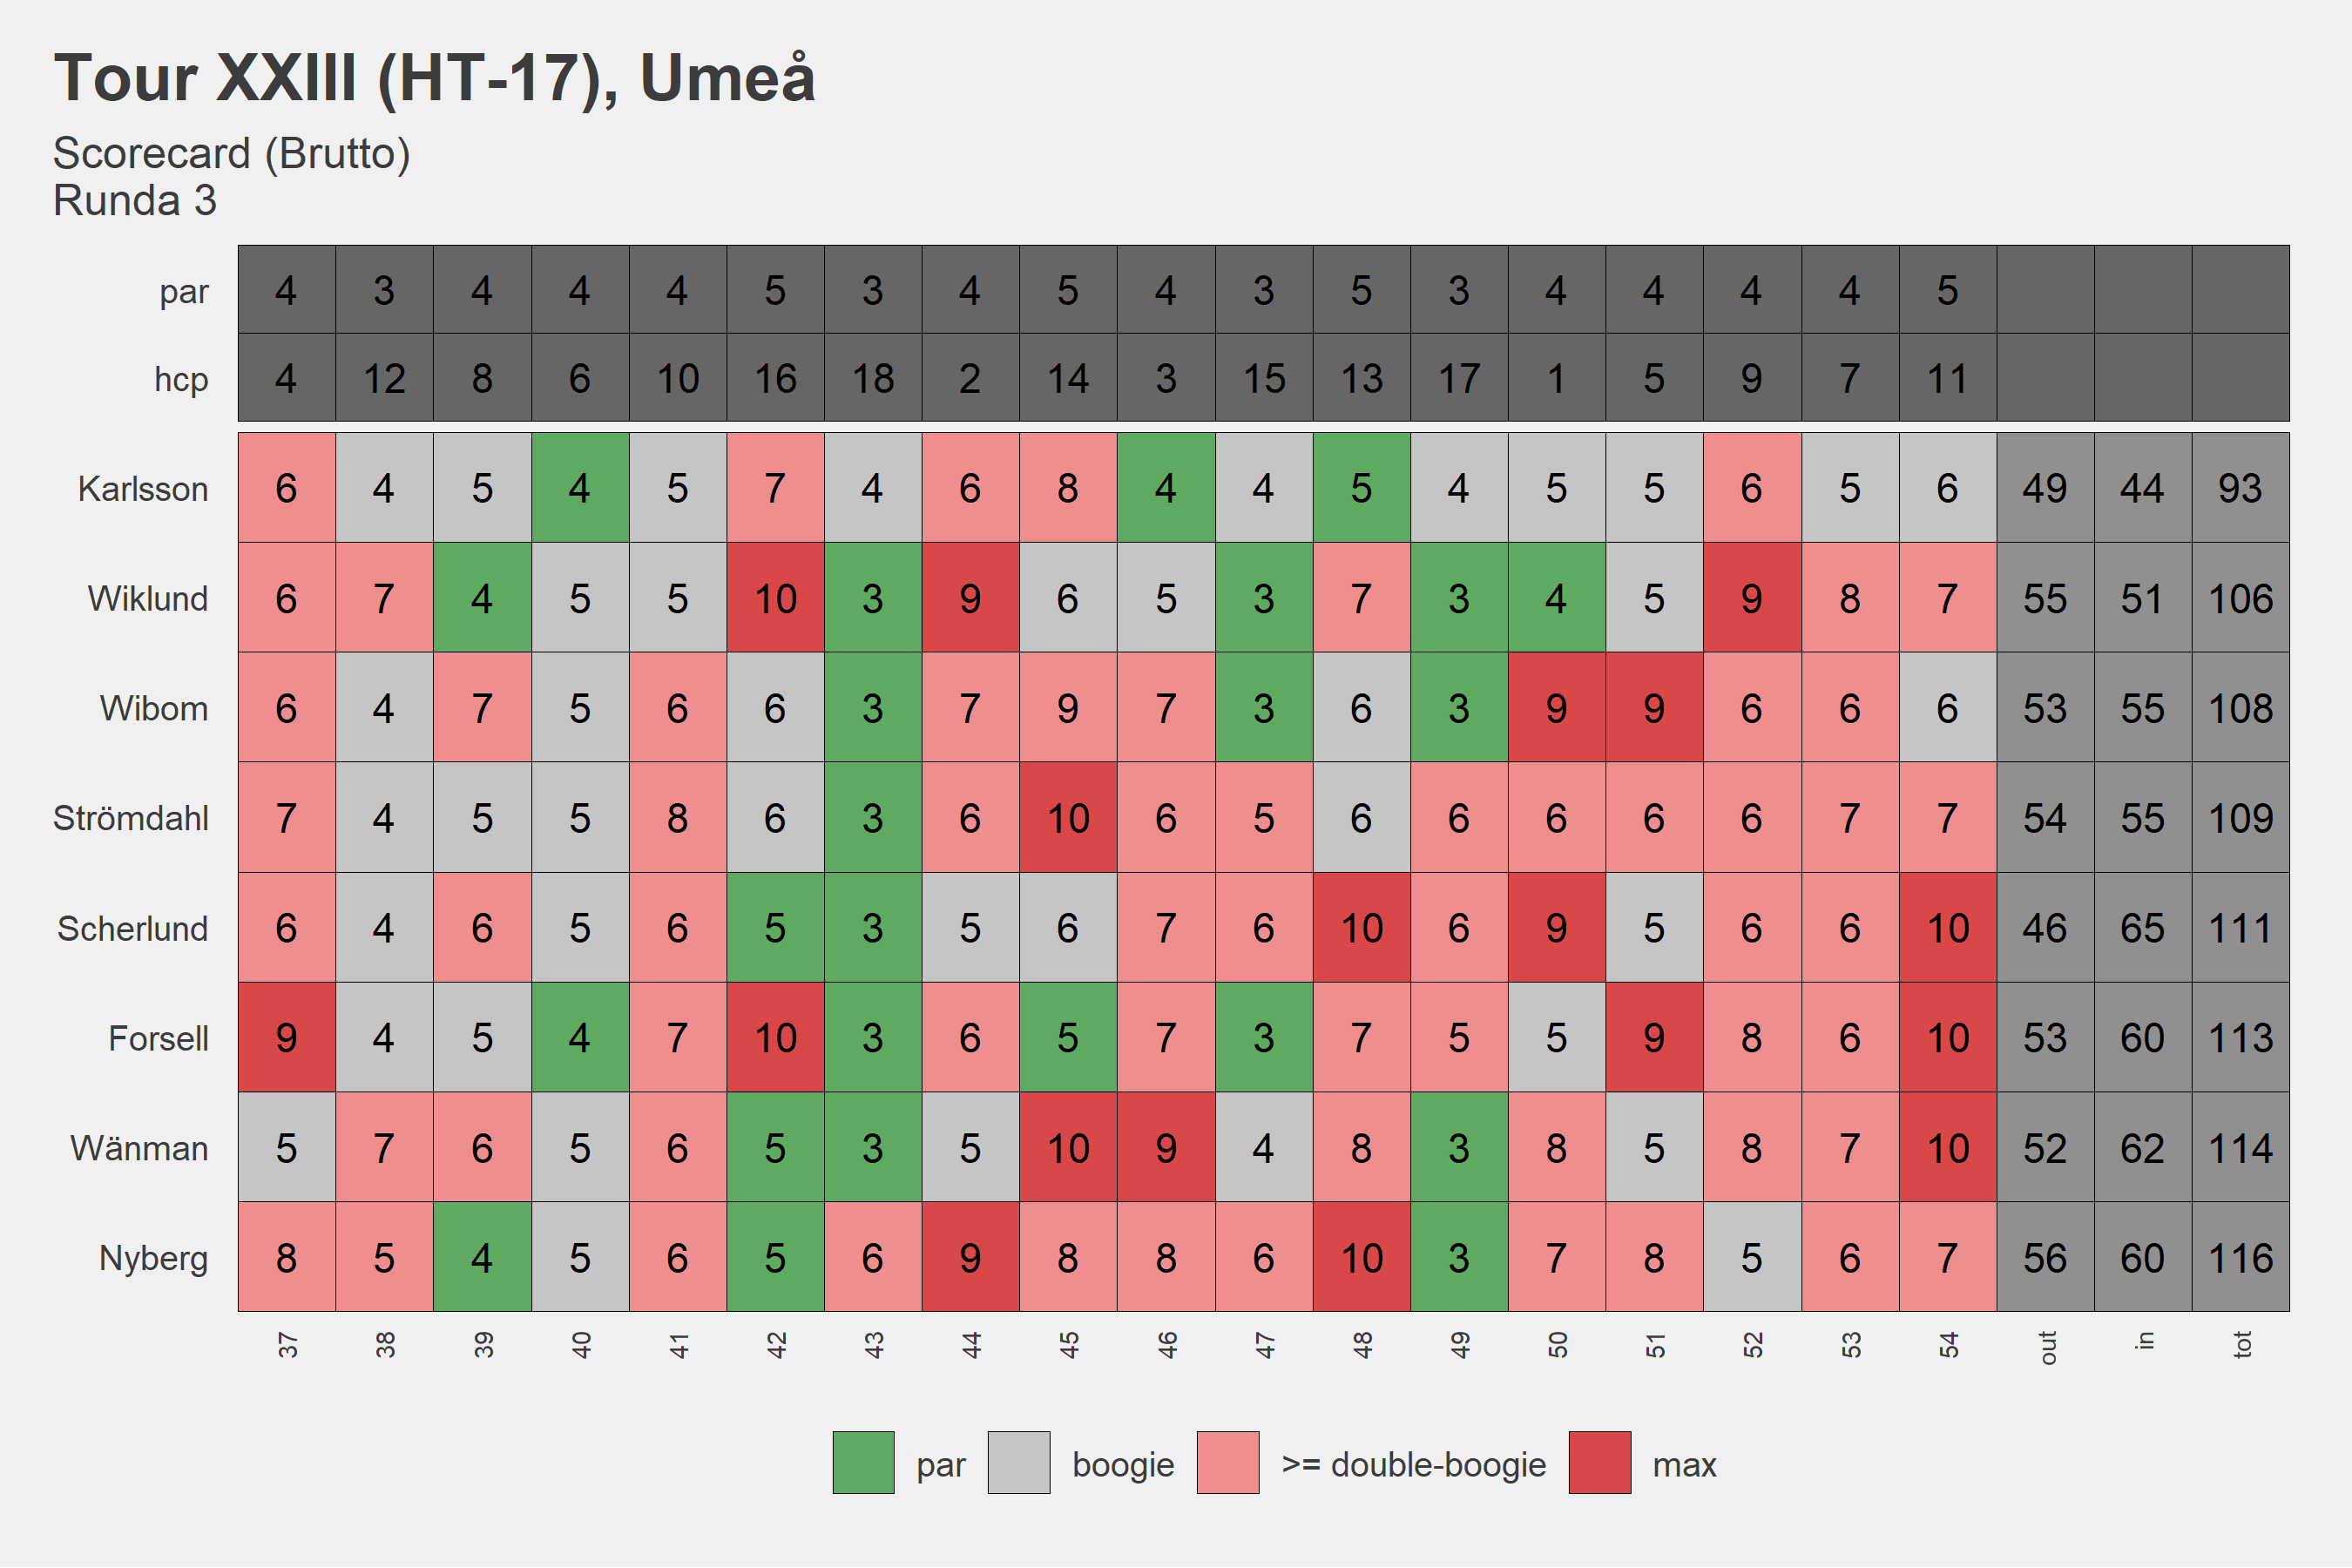 Tour XXIII (HT-17), Umeå
Scorecard (Brutto)
Runda 3
par 4 3 4 4 4 5 3 4 5 4 3 5 3 4 4 4 4 5
hcp 4 12 8 6 10 16 18 2 14 3 15 13 17 1 5 9 7 11
Karlsson 6 4 5 4 5 7 4 6 8 4 4 5 4 5 5 6 5 6 49 44 93
Wiklund 6 7 4 5 5 10 3 9 6 5 3 7 3 4 5 9 8 7 55 51 106
Wibom 6 4 7 5 6 6 3 7 9 7 3 6 3 9 9 6 6 6 53 55 108
Strömdahl 7 4 5 5 8 6 3 6 10 6 5 6 6 6 6 6 7 7 54 55 109
Scherlund 6 4 6 5 6 5 3 5 6 7 6 10 6 9 5 6 6 10 46 65 111
Forsell 9 4 5 4 7 10 3 6 5 7 3 7 5 5 9 8 6 10 53 60 113
Wänman 5 7 6 5 6 5 3 5 10 9 4 8 3 8 5 8 7 10 52 62 114
Nyberg 8 5 4 5 6 5 6 9 8 8 6 10 3 7 8 5 6 7 56 60 116
37 38 39 40 41 42 43 44 45 46 47 48 49 50 51 52 53 54 out in tot
par boogie >= double-boogie max